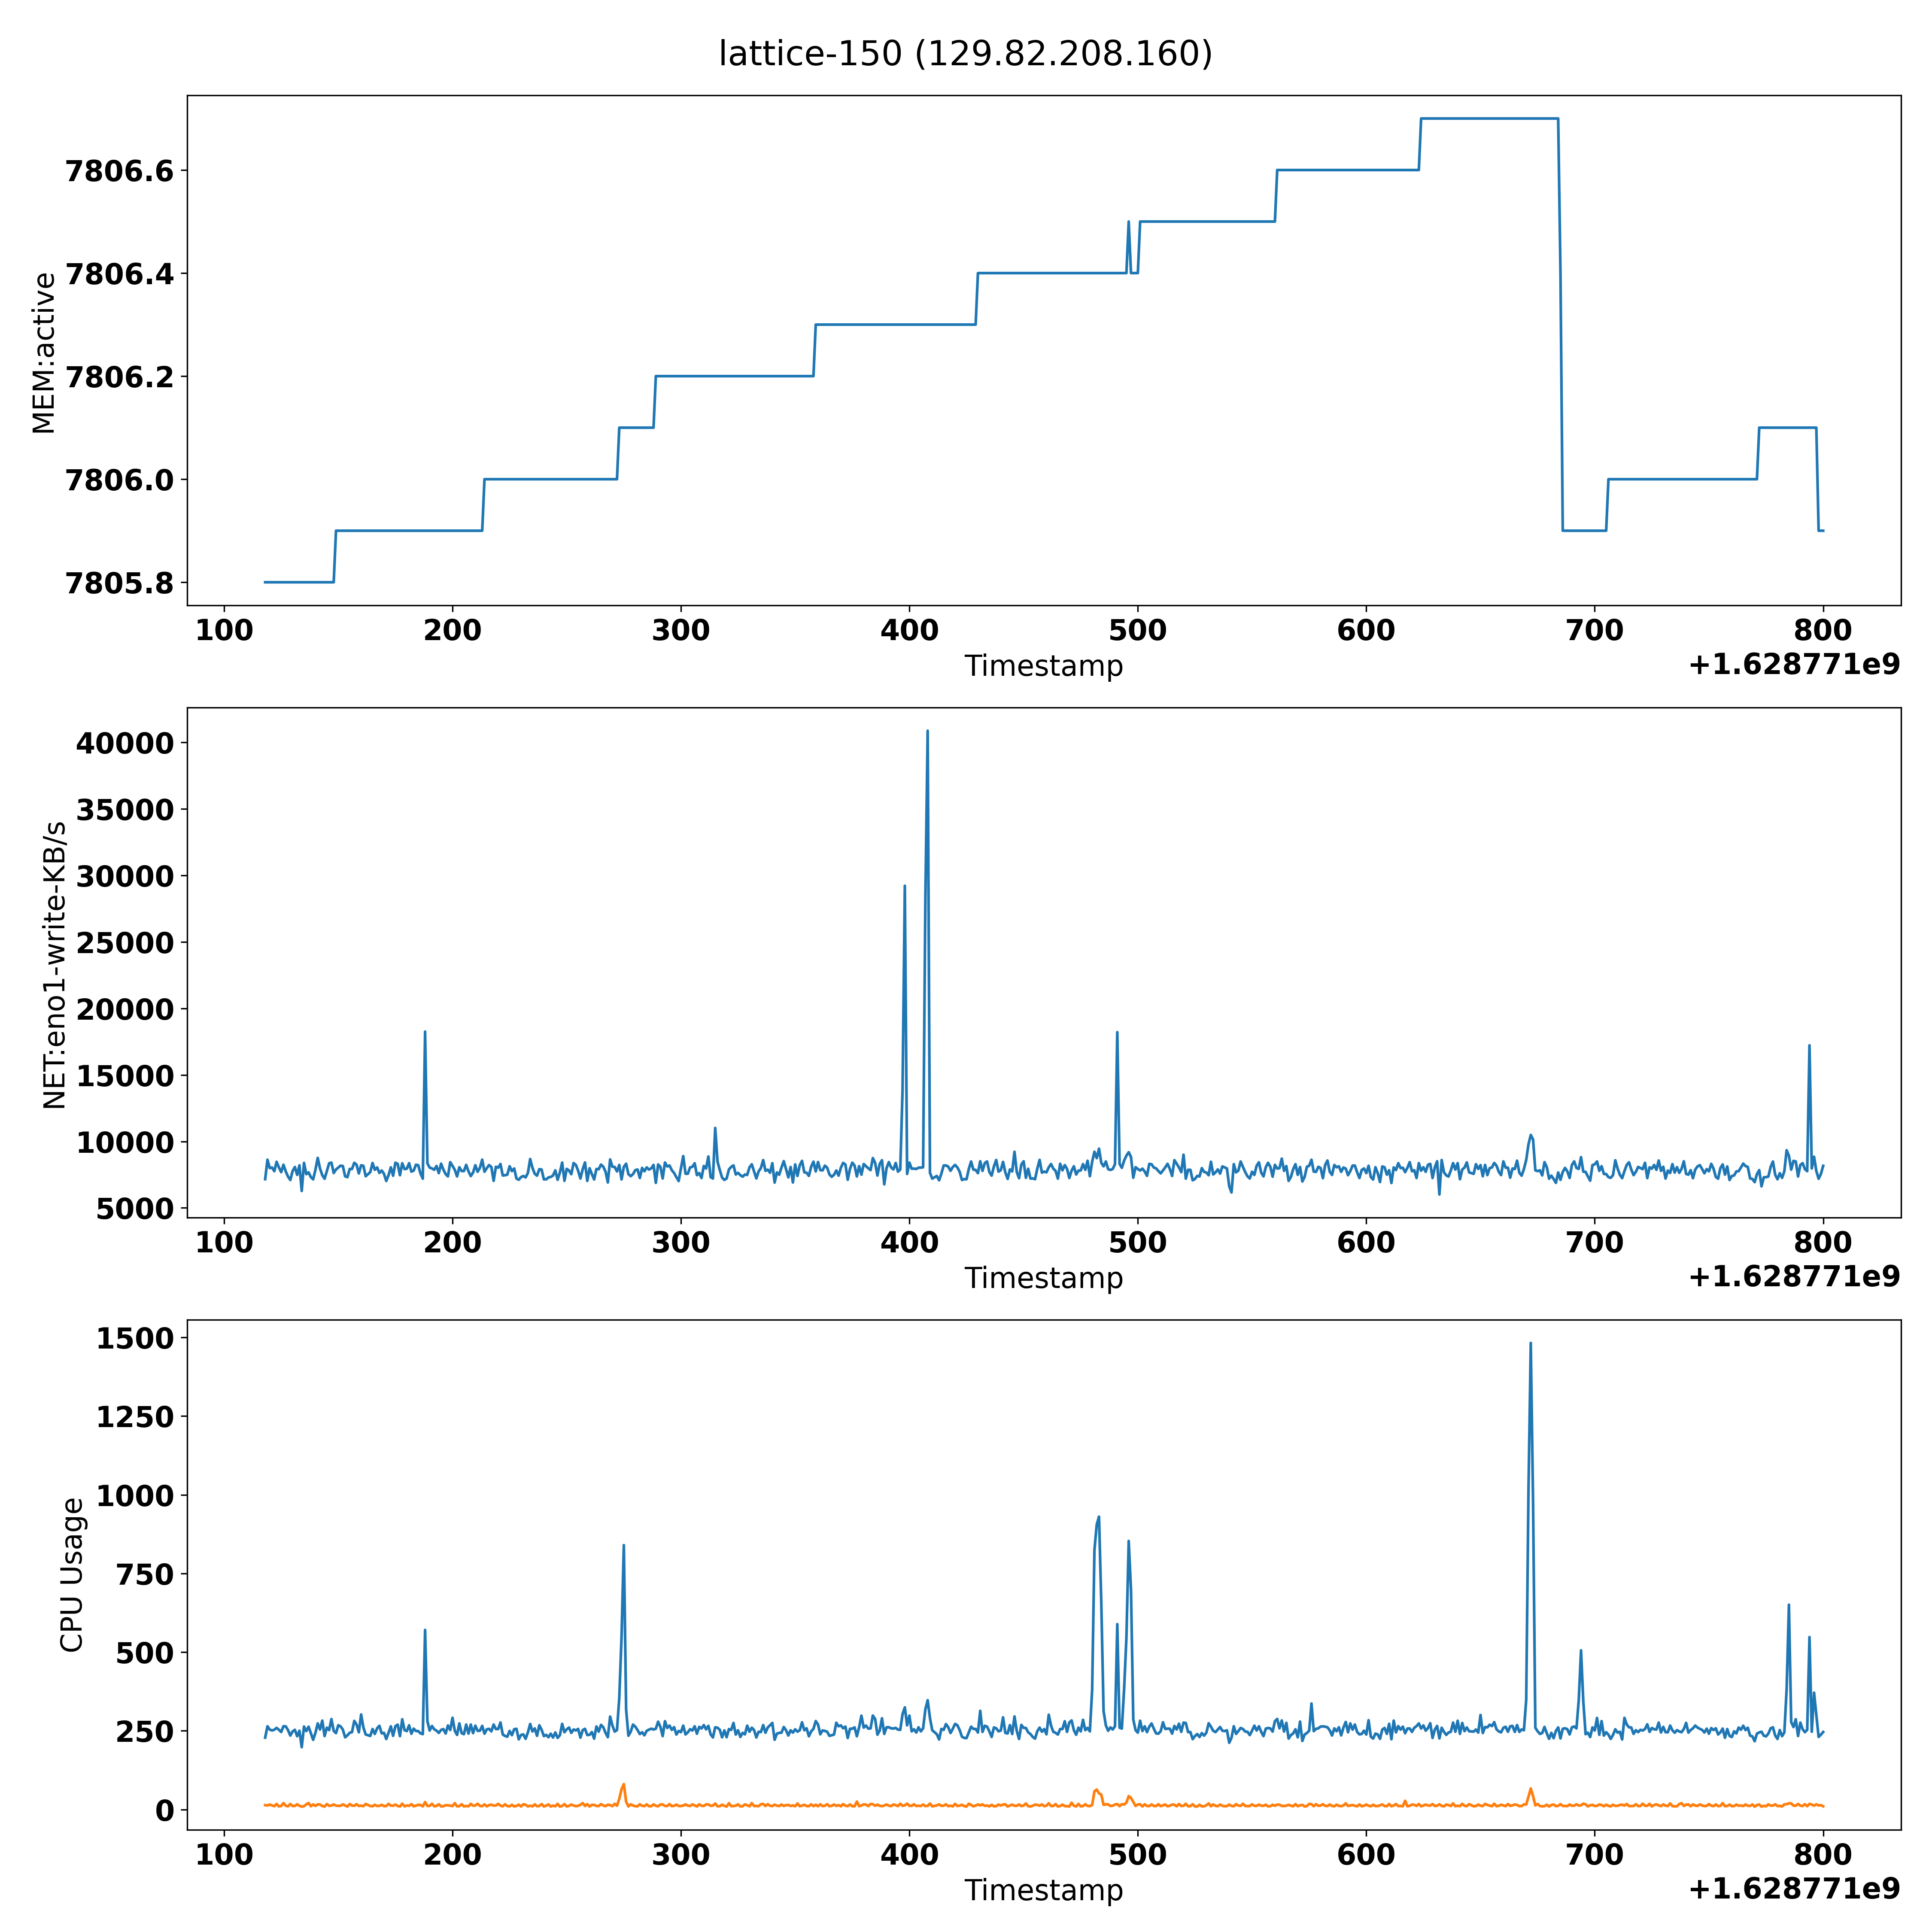 lattice-150 (129.82.208.160)
MEM:active
7806.6
7806.4
7806.2
7806.0
7805.8
100 200 300 400 500 600 700 800
Timestamp
+1.628771e9
NET:eno1-write-KB/s
40000
35000
30000
25000
20000
15000
10000
5000
100 200 300 400 500 600 700 800
Timestamp
+1.628771e9
CPU Usage
1500
1250
1000
750
500
250
0
100 200 300 400 500 600 700 800
Timestamp
+1.628771e9